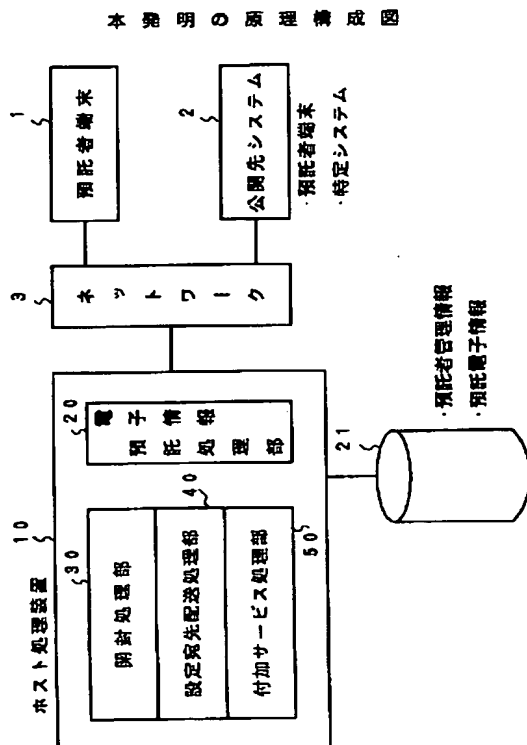 本発明の原理構成図
ホスト処理装置
10
30
開封処理部
設定宛先配送処理部
40
付加サービス処理部
50
20
電子情報
預託処理部
3
ネットワーク
1
預託者端末
2
公開先システム
・預託者端末
・特定システム
21
・預託者管理情報
・預託電子情報